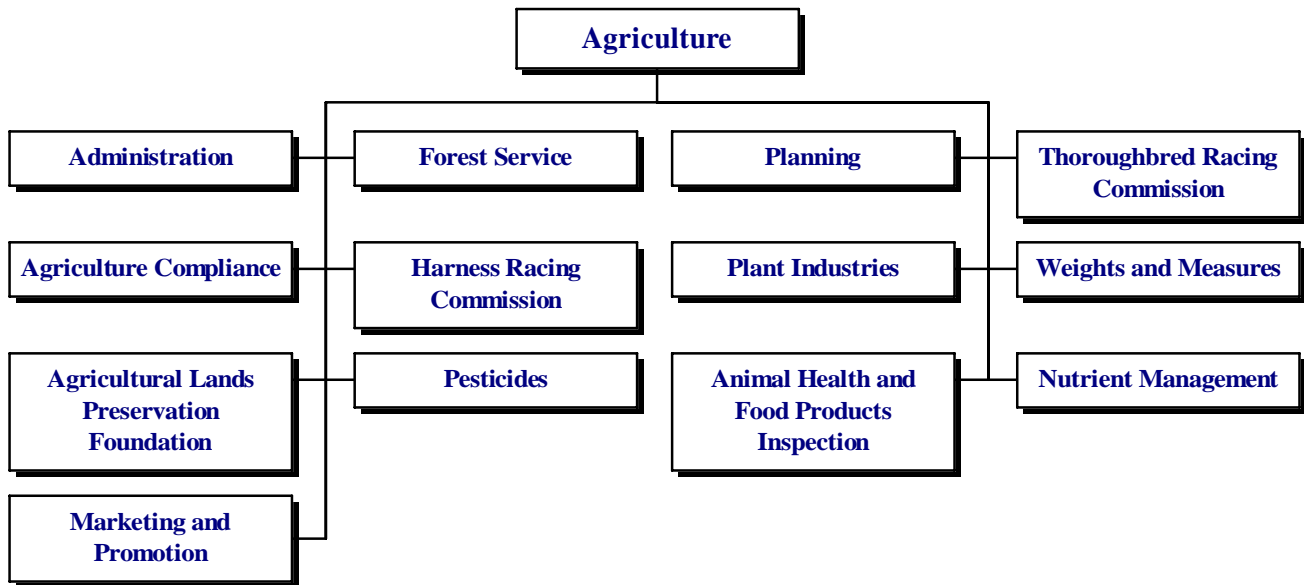 Agriculture
Administration
Forest Service
Planning
Thoroughbred Racing
Commission
Agriculture Compliance
Harness Racing
Commission
Plant Industries
Weights and Measures
Agricultural Lands
Preservation
Foundation
Pesticides
Animal Health and
Food Products
Inspection
Nutrient Management
Marketing and
Promotion